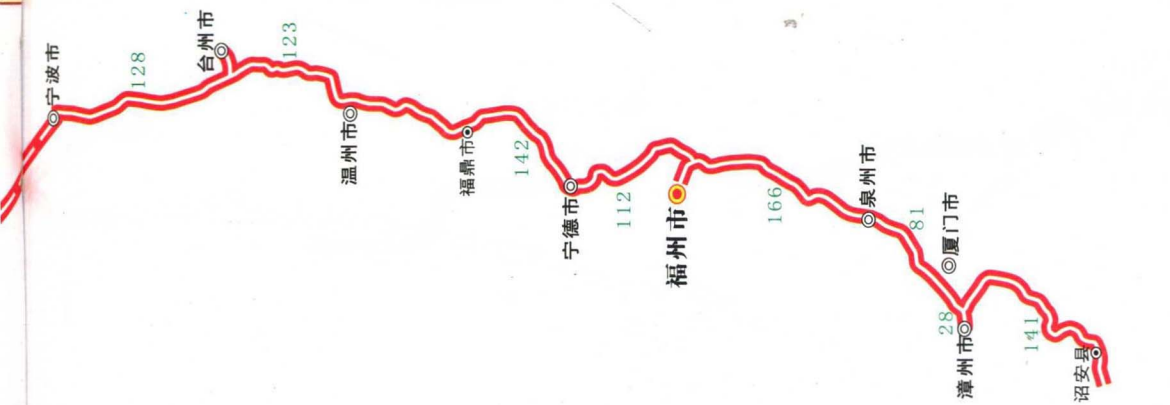 宁波市
128
台州市
123
温州市
福鼎市
142
宁德市
112
福州市
166
泉州市
81
厦门市
28
漳州市
141
诏安县